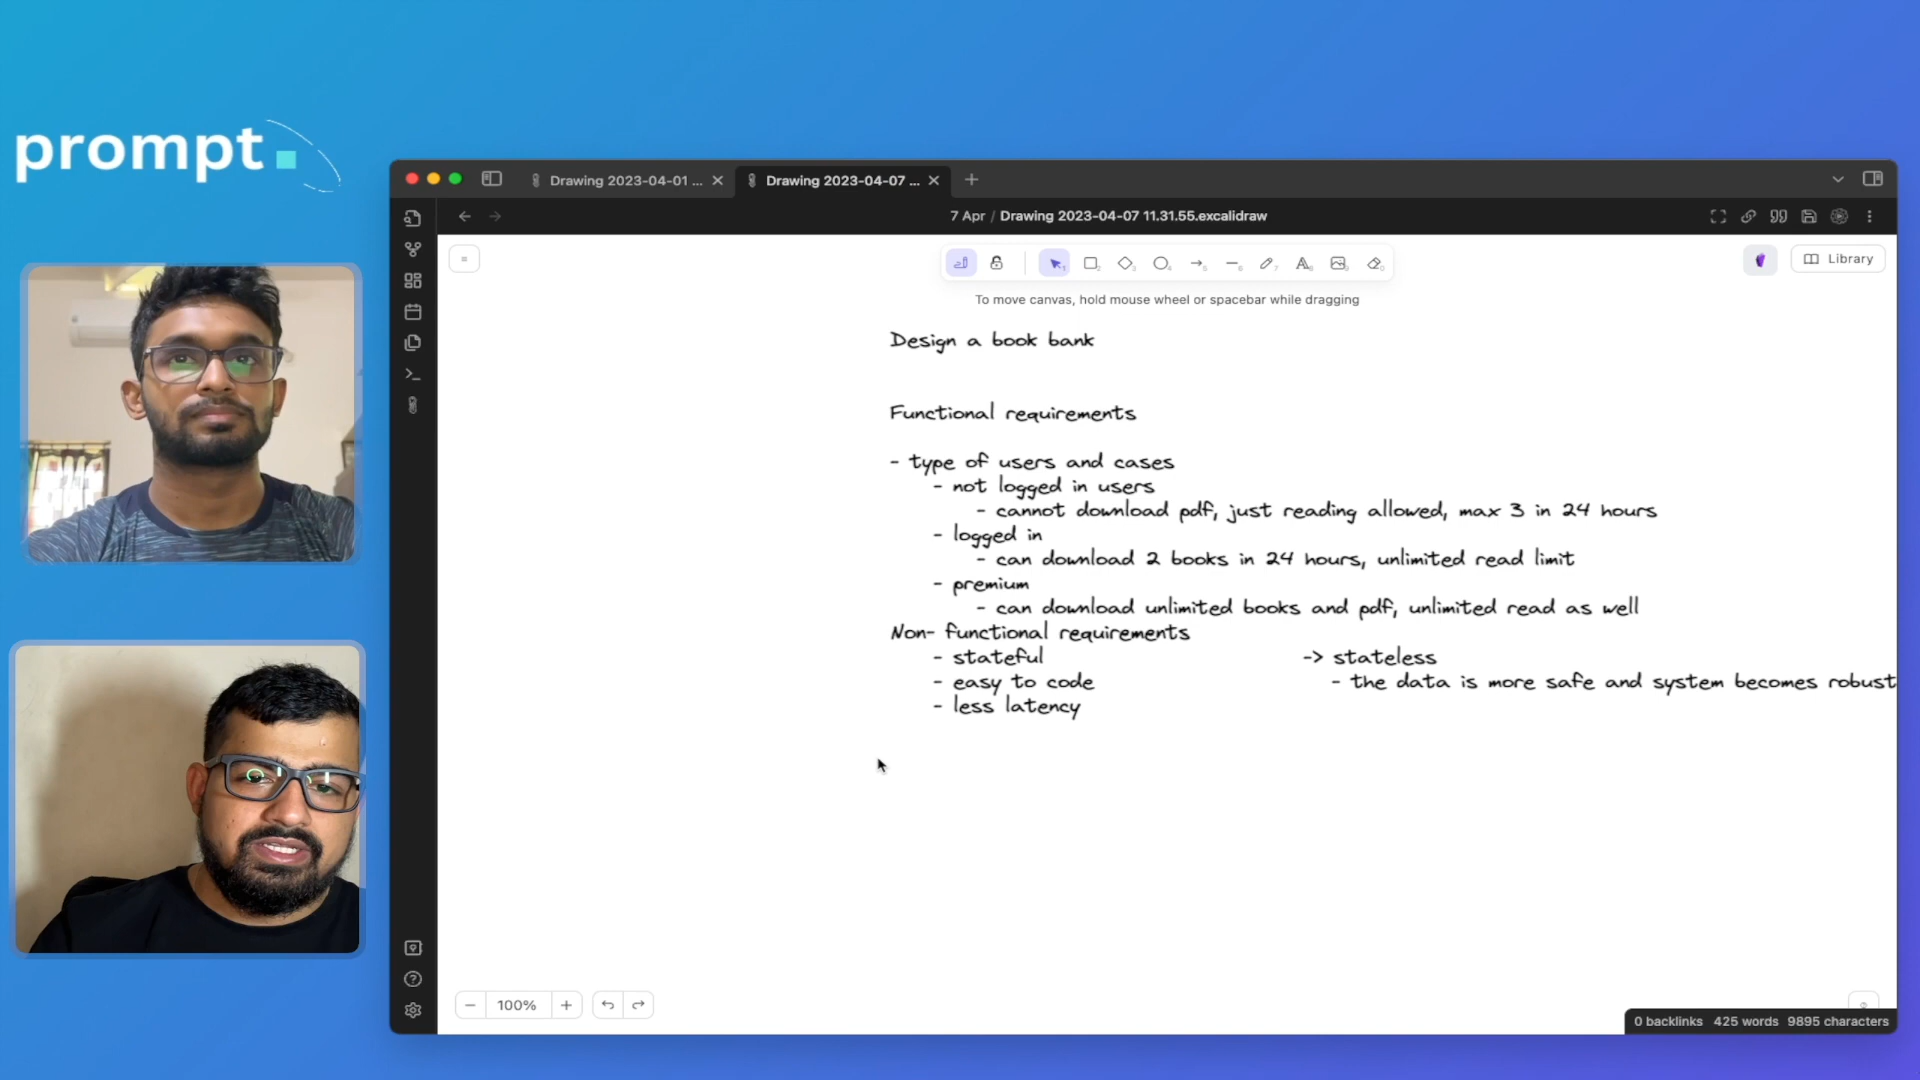 prompt.
Drawing 2023-04-01 ...
Drawing 2023-04-07 ...
7 Apr / Drawing 2023-04-07 11.31.55.excalidraw
Library
To move canvas, hold mouse wheel or spacebar while dragging
Design a book bank
Functional requirements
- type of users and cases
- not logged in users
- cannot download pdf, just reading allowed, max 3 in 24 hours
- logged in
- can download 2 books in 24 hours, unlimited read limit
- premium
- can download unlimited books and pdf, unlimited read as well
Non- functional requirements
- stateful -> stateless
- easy to code - the data is more safe and system becomes robust
- less latency
100%
0 backlinks 425 words 9895 characters